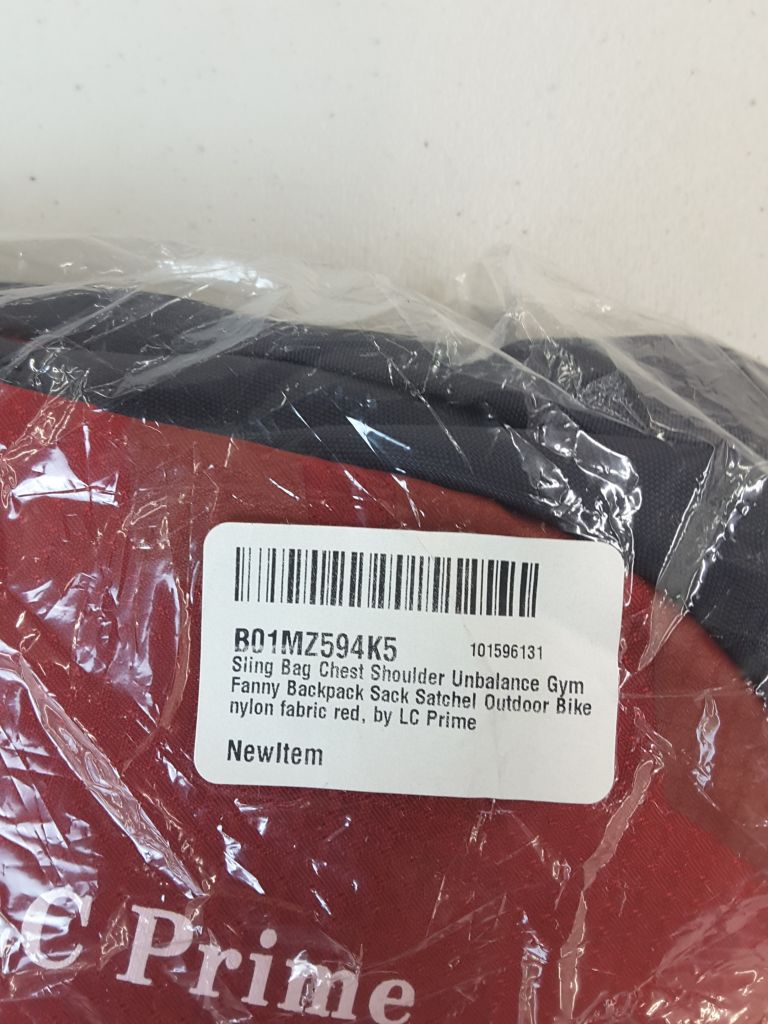 B01MZ594K5 101596131
Sling Bag Chest Shoulder Unbalance Gym
Fanny Backpack Sack Satchel Outdoor Bike
nylon fabric red, by LC Prime
NewItem
C Prime